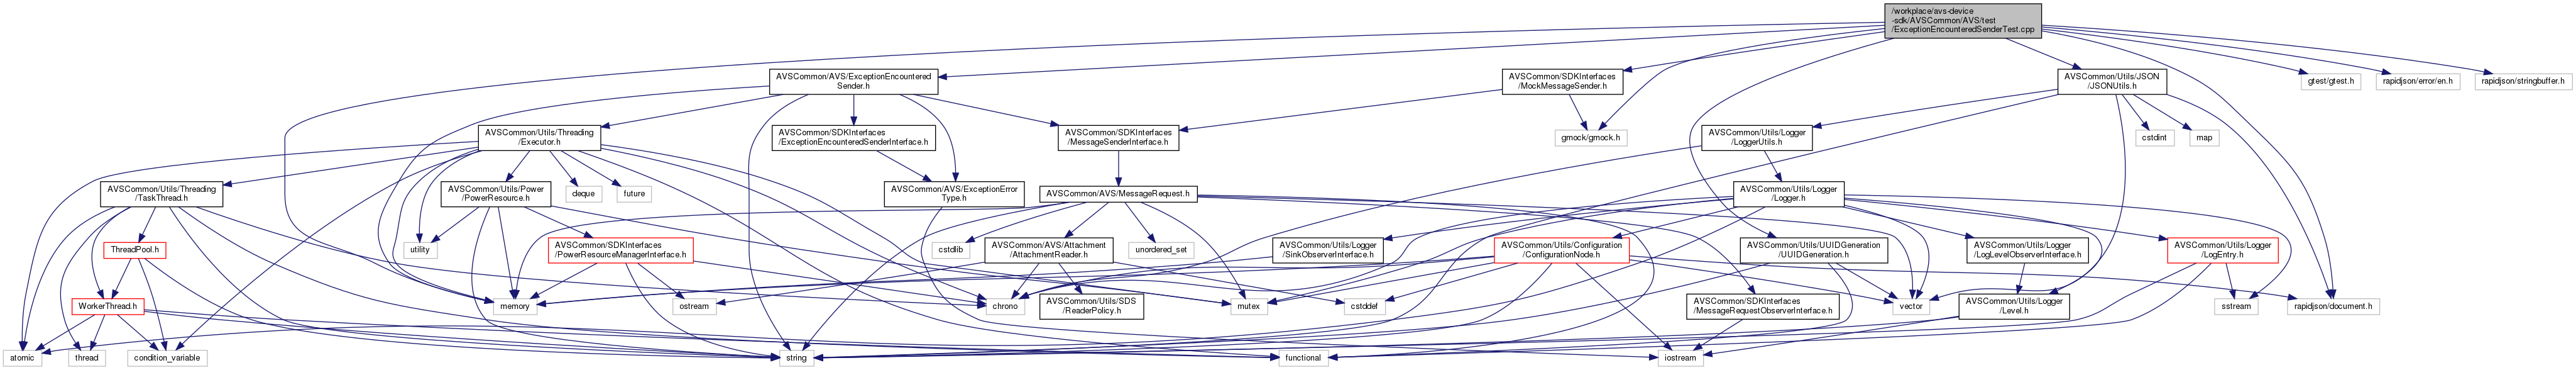 /workplace/avs-device
-sdk/AVSCommon/AVS/test
/ExceptionEncounteredSenderTest.cpp
AVSCommon/AVS/ExceptionEncountered
Sender.h
AVSCommon/SDKInterfaces
/MockMessageSender.h
AVSCommon/Utils/JSON
/JSONUtils.h
gtest/gtest.h
rapidjson/error/en.h
rapidjson/stringbuffer.h
AVSCommon/Utils/Threading
/Executor.h
AVSCommon/SDKInterfaces
/ExceptionEncounteredSenderInterface.h
AVSCommon/SDKInterfaces
/MessageSenderInterface.h
gmock/gmock.h
AVSCommon/Utils/Logger
/LoggerUtils.h
cstdint
map
AVSCommon/Utils/Threading
/TaskThread.h
AVSCommon/Utils/Power
/PowerResource.h
deque
future
AVSCommon/AVS/ExceptionError
Type.h
AVSCommon/AVS/MessageRequest.h
AVSCommon/Utils/Logger
/Logger.h
ThreadPool.h
utility
AVSCommon/SDKInterfaces
/PowerResourceManagerInterface.h
cstdlib
AVSCommon/AVS/Attachment
/AttachmentReader.h
unordered_set
AVSCommon/Utils/Logger
/SinkObserverInterface.h
AVSCommon/Utils/Configuration
/ConfigurationNode.h
AVSCommon/Utils/UUIDGeneration
/UUIDGeneration.h
AVSCommon/Utils/Logger
/LogLevelObserverInterface.h
AVSCommon/Utils/Logger
/LogEntry.h
WorkerThread.h
memory
ostream
chrono
AVSCommon/Utils/SDS
/ReaderPolicy.h
mutex
cstddef
AVSCommon/SDKInterfaces
/MessageRequestObserverInterface.h
vector
AVSCommon/Utils/Logger
/Level.h
sstream
rapidjson/document.h
atomic
thread
condition_variable
string
functional
iostream